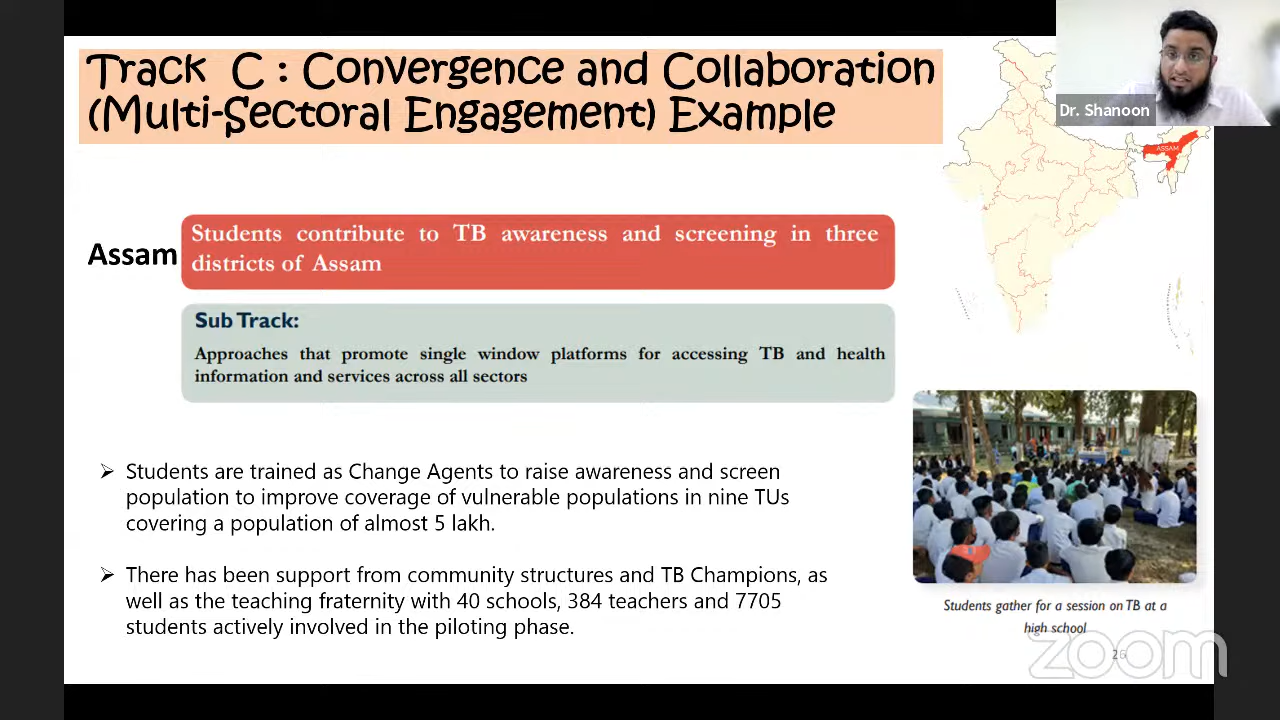 Track C : Convergence and Collaboration
(Multi-Sectoral Engagement) Example
Dr. Shanoon
ASSAM
Assam
Students contribute to TB awareness and screening in three
districts of Assam
Sub Track:
Approaches that promote single window platforms for accessing TB and health
information and services across all sectors
➢ Students are trained as Change Agents to raise awareness and screen
population to improve coverage of vulnerable populations in nine TUs
covering a population of almost 5 lakh.
➢ There has been support from community structures and TB Champions, as
well as the teaching fraternity with 40 schools, 384 teachers and 7705
students actively involved in the piloting phase.
Students gather for a session on TB at a
high school
zoom
26